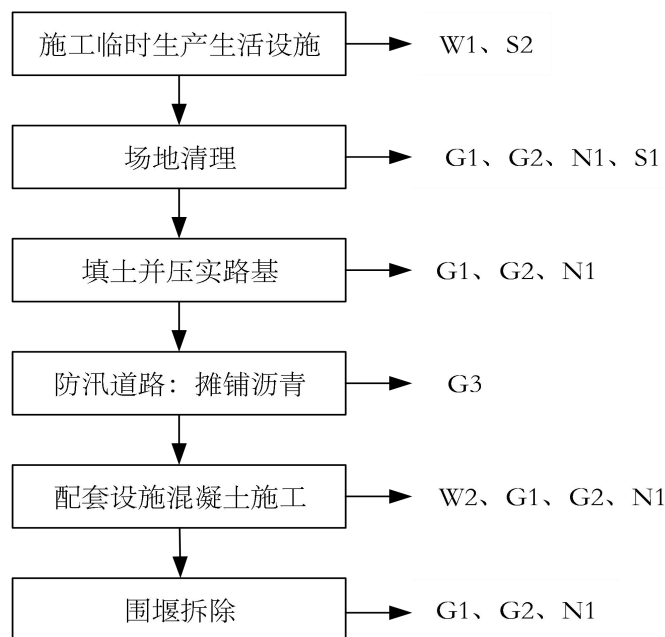 施工临时生产生活设施 W1、S2
场地清理 G1、G2、N1、S1
填土并压实路基 G1、G2、N1
防汛道路：摊铺沥青 G3
配套设施混凝土施工 W2、G1、G2、N1
围堰拆除 G1、G2、N1